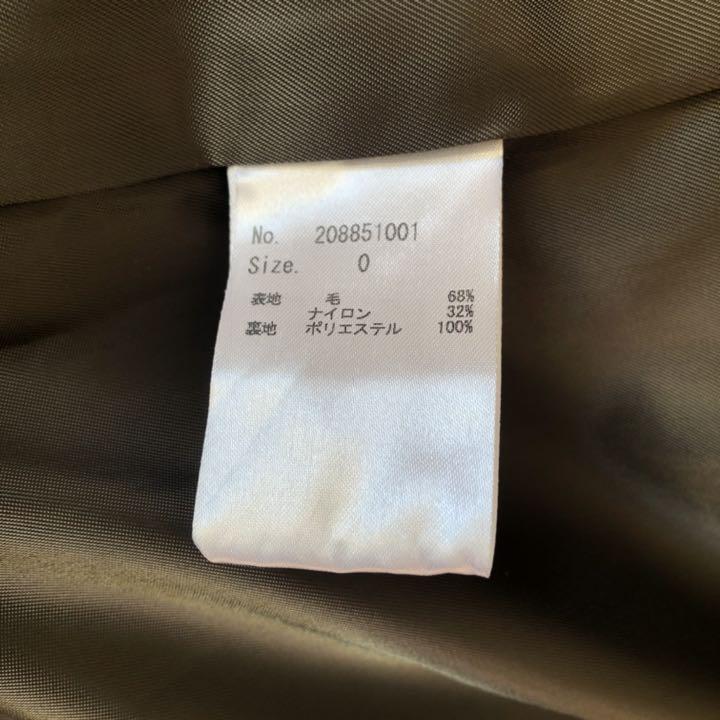 No. 208851001
Size. 0
表地 毛 68%
ナイロン 32%
裏地 ポリエステル 100%